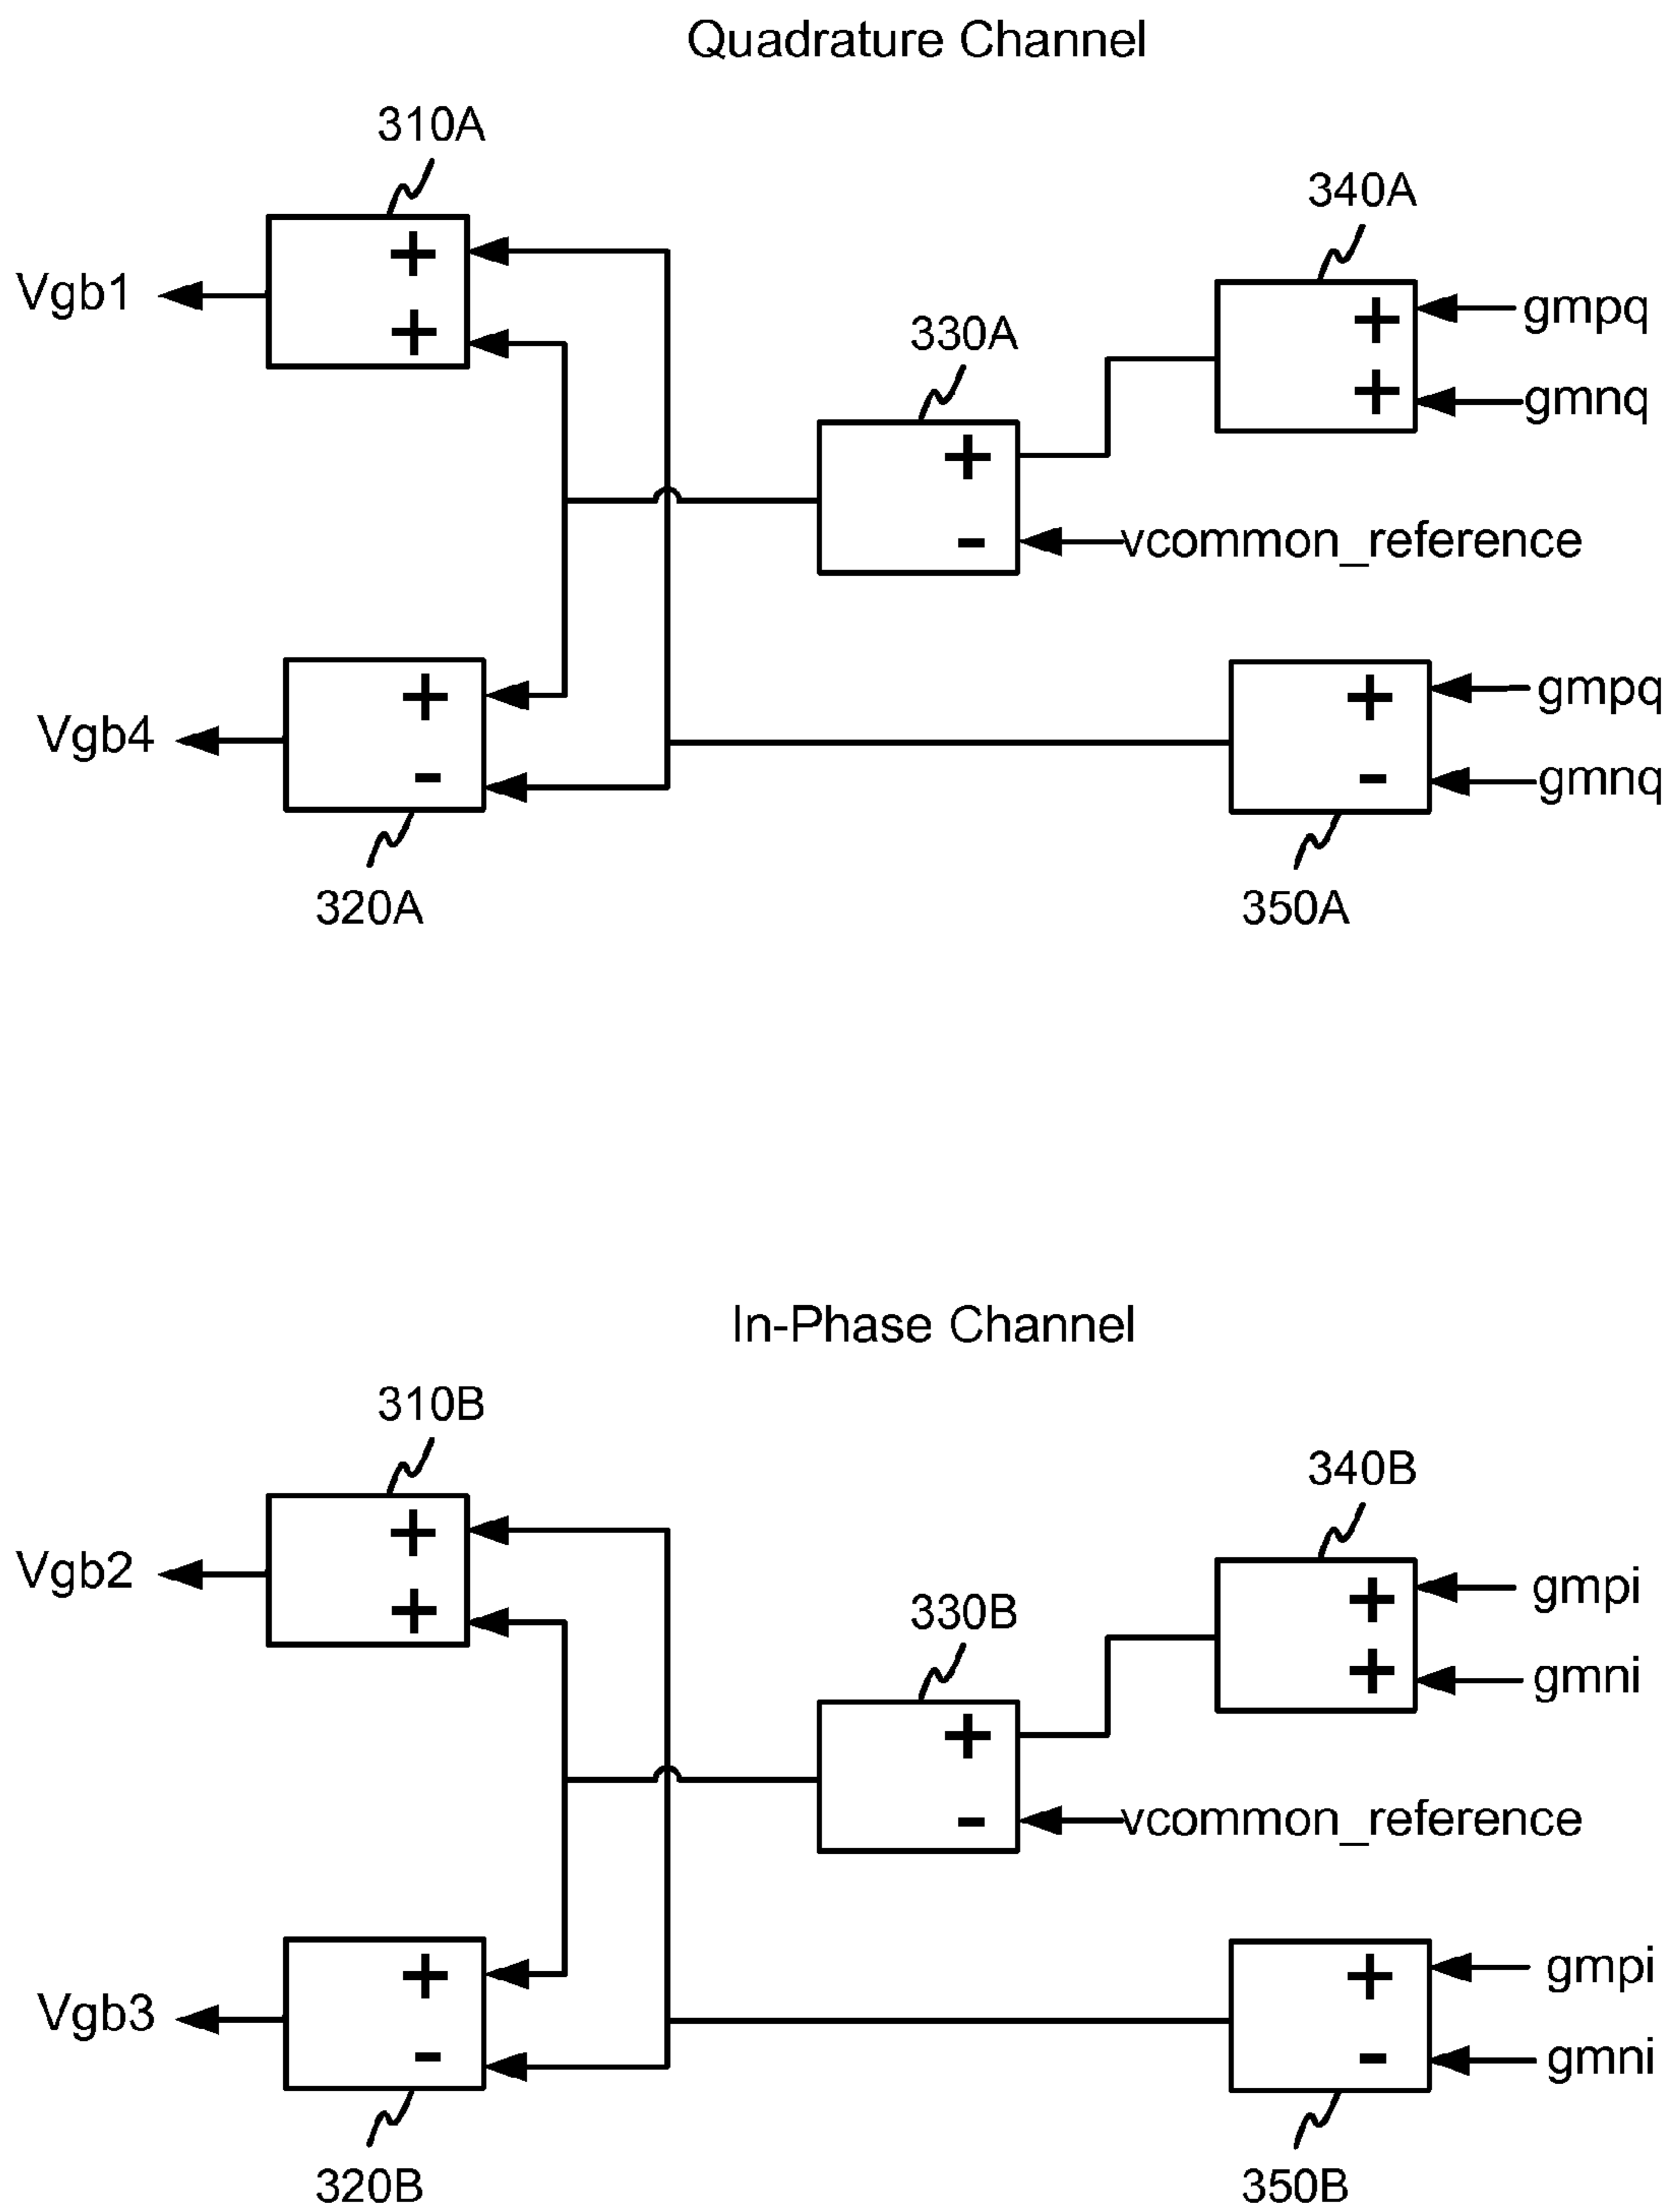 Quadrature Channel
310A
340A
+
Vgb1
+
gmpq
+
330A
+
gmnq
+
-
vcommon_reference
+
+
gmpq
Vgb4
-
-
gmnq
320A
350A
In-Phase Channel
310B
340B
+
Vgb2
+
gmpi
+
330B
+
gmni
+
-
vcommon_reference
+
+
gmpi
Vgb3
-
-
gmni
320B
350B